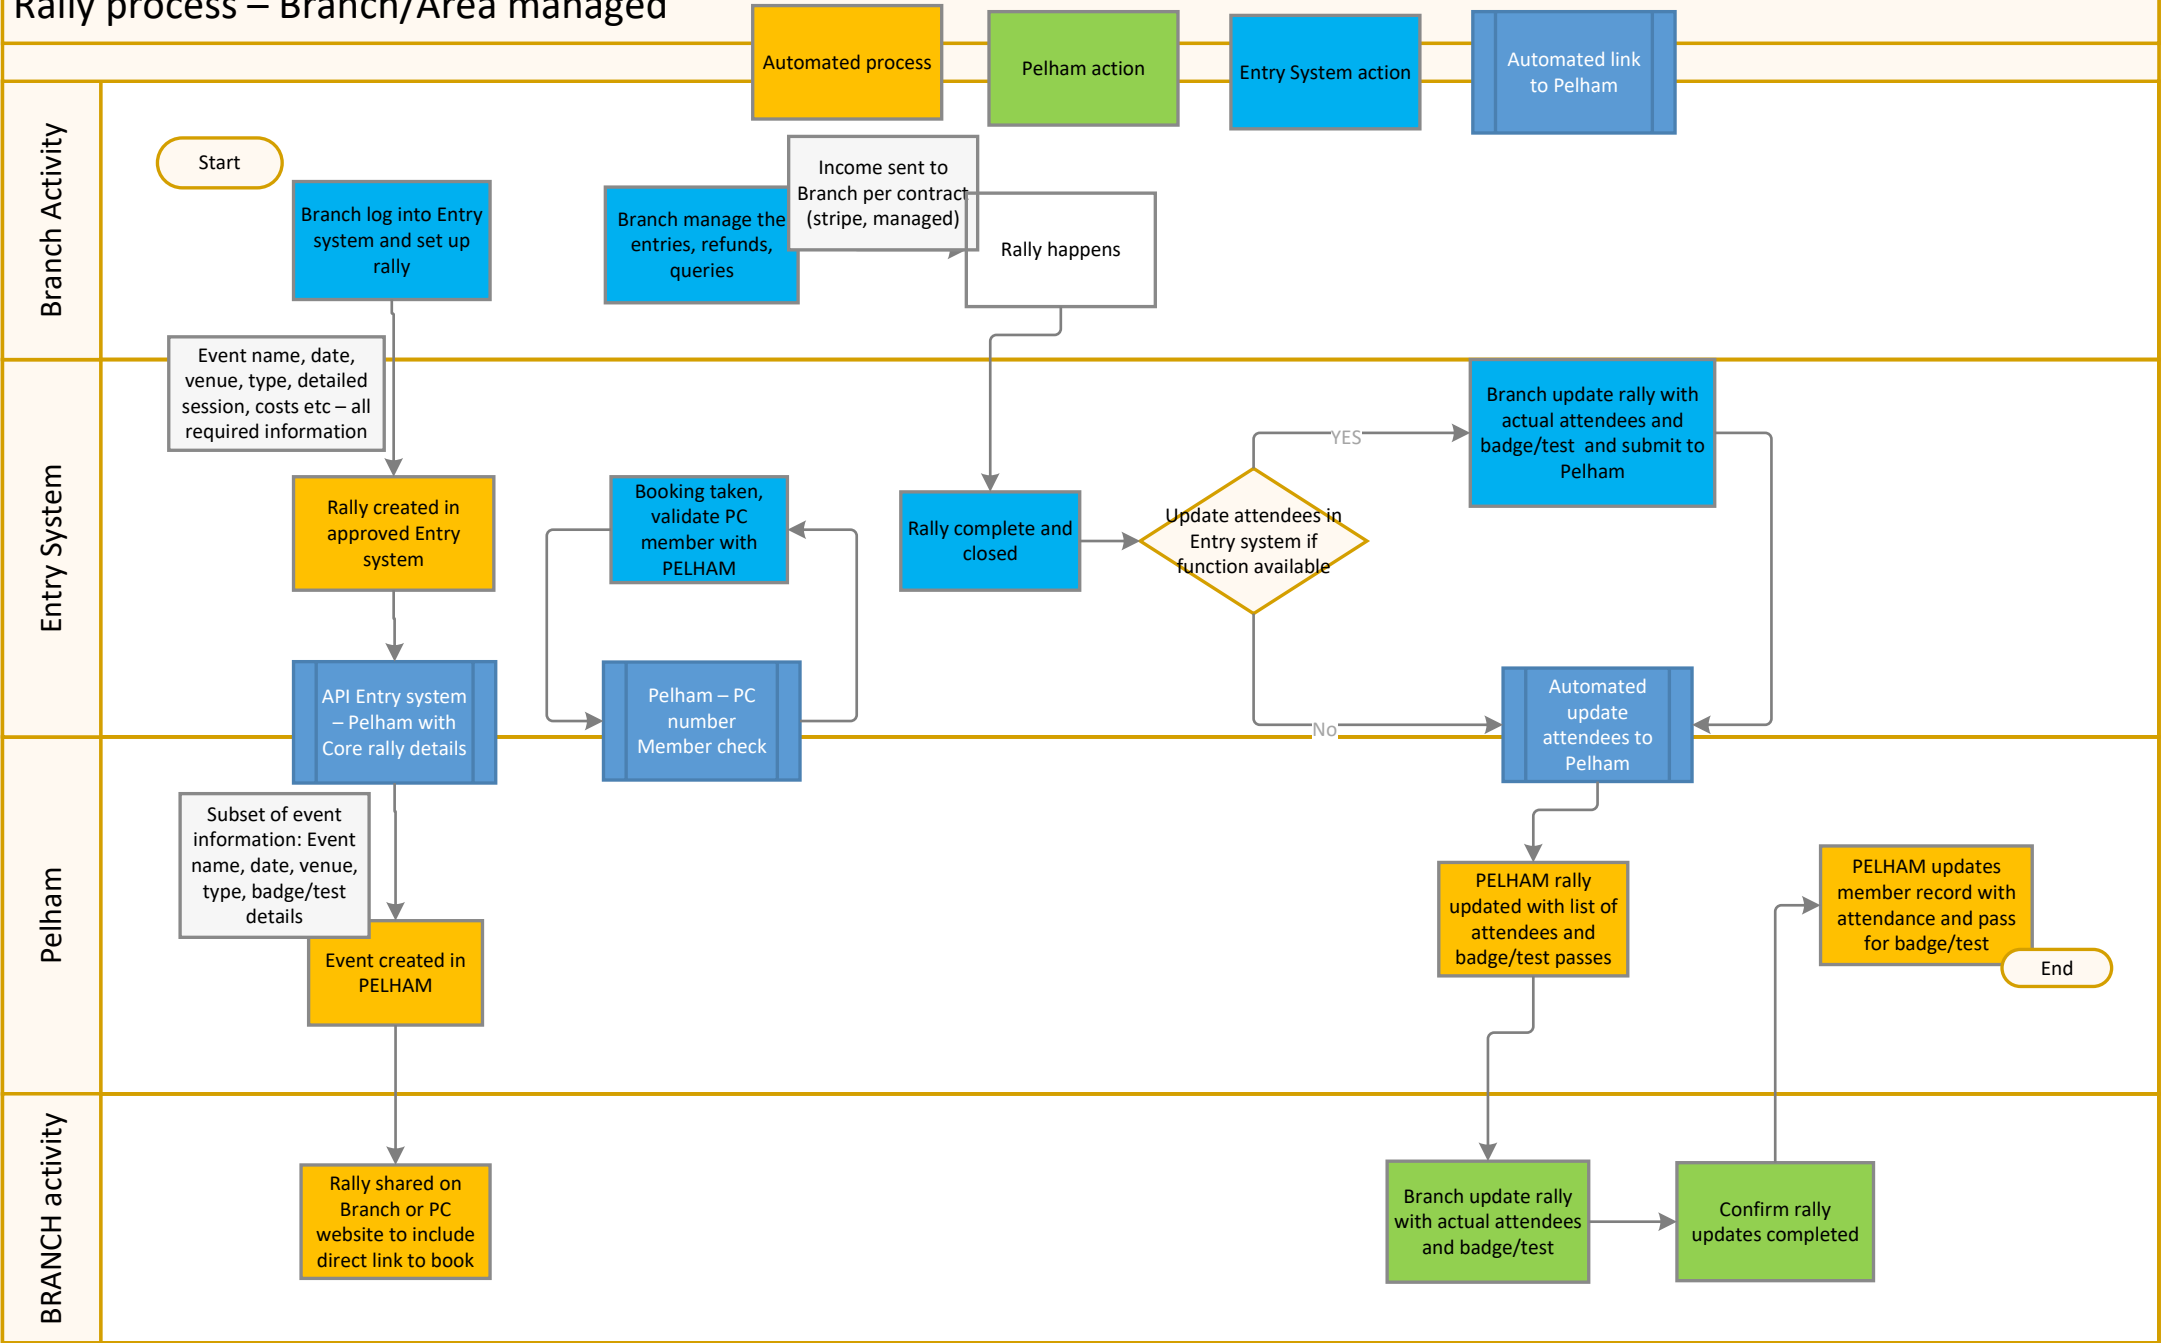 Rally process – Branch/Area managed
Automated process
Pelham action
Entry System action
Automated link
to Pelham
Branch Activity
Start
Branch log into Entry
system and set up
rally
Branch manage the
entries, refunds,
queries
Income sent to
Branch per contract
(stripe, managed)
Rally happens
Event name, date,
venue, type, detailed
session, costs etc – all
required information
Entry System
Rally created in
approved Entry
system
Booking taken,
validate PC
member with
PELHAM
Rally complete and
closed
Update attendees in
Entry system if
function available
YES
Branch update rally with
actual attendees and
badge/test  and submit to
Pelham
API Entry system
– Pelham with
Core rally details
Pelham – PC
number
Member check
No
Automated
update
attendees to
Pelham
Pelham
Subset of event
information: Event
name, date, venue,
type, badge/test
details
Event created in
PELHAM
PELHAM rally
updated with list of
attendees and
badge/test passes
PELHAM updates
member record with
attendance and pass
for badge/test
End
BRANCH activity
Rally shared on
Branch or PC
website to include
direct link to book
Branch update rally
with actual attendees
and badge/test
Confirm rally
updates completed